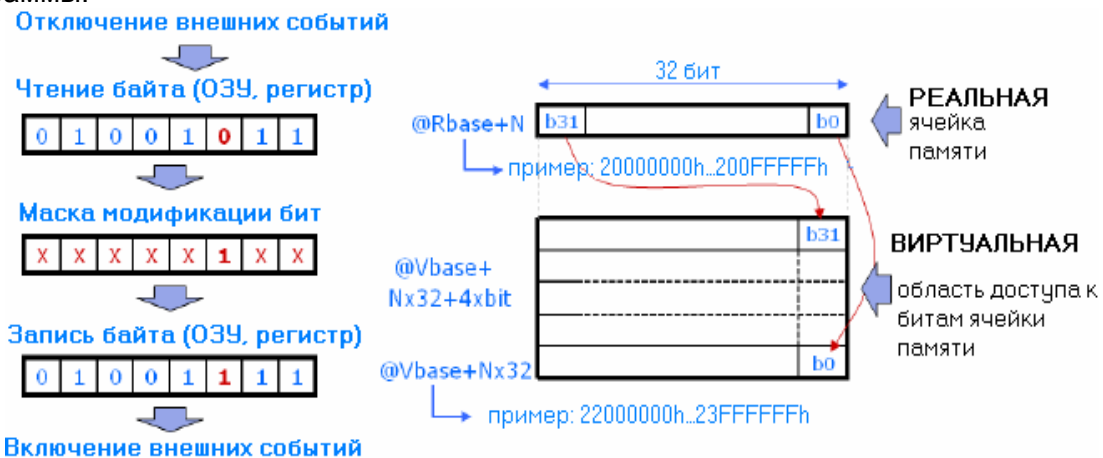 раммы.
Отключение внешних событий
Чтение байта (ОЗУ, регистр)
0 1 0 0 1 0 1 1
Маска модификации бит
X X X X X 1 X X
Запись байта (ОЗУ, регистр)
0 1 0 0 1 1 1 1
Включение внешних событий
32 бит
@Rbase+N
b31
b0
РЕАЛЬНАЯ
ячейка
памяти
пример: 20000000h...200FFFFFh
b31
@Vbase+
Nx32+4xbit
ВИРТУАЛЬНАЯ
область доступа к
битам ячейки
памяти
@Vbase+Nx32
b0
пример: 22000000h...23FFFFFFh